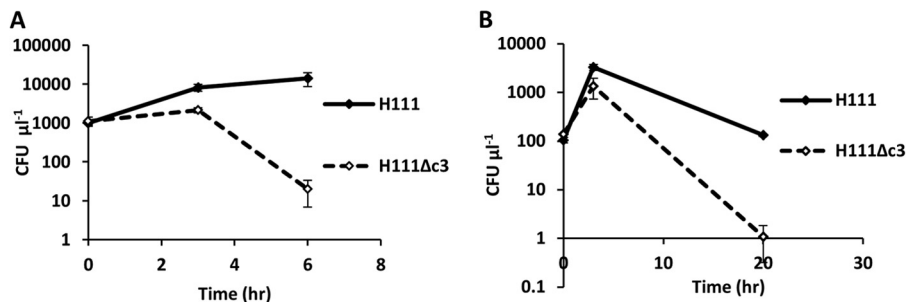 A
100000
10000
1000
100
10
1
CFU µl-1
0 2 4 6 8
Time (hr)
H111
H111Δc3
B
10000
1000
100
10
1
0.1
CFU µl-1
0 10 20 30
Time (hr)
H111
H111Δc3